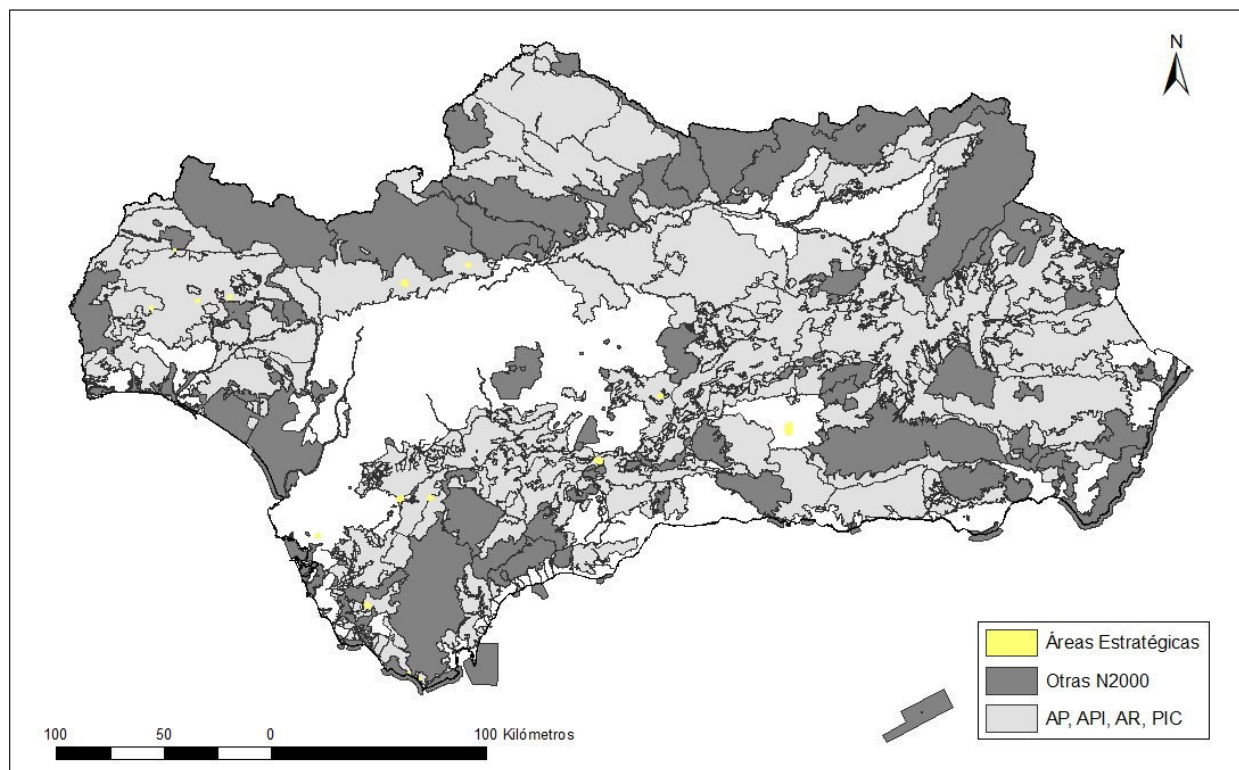 N
Áreas Estratégicas
Otras N2000
AP, API, AR, PIC
100 50 0 100 Kilómetros